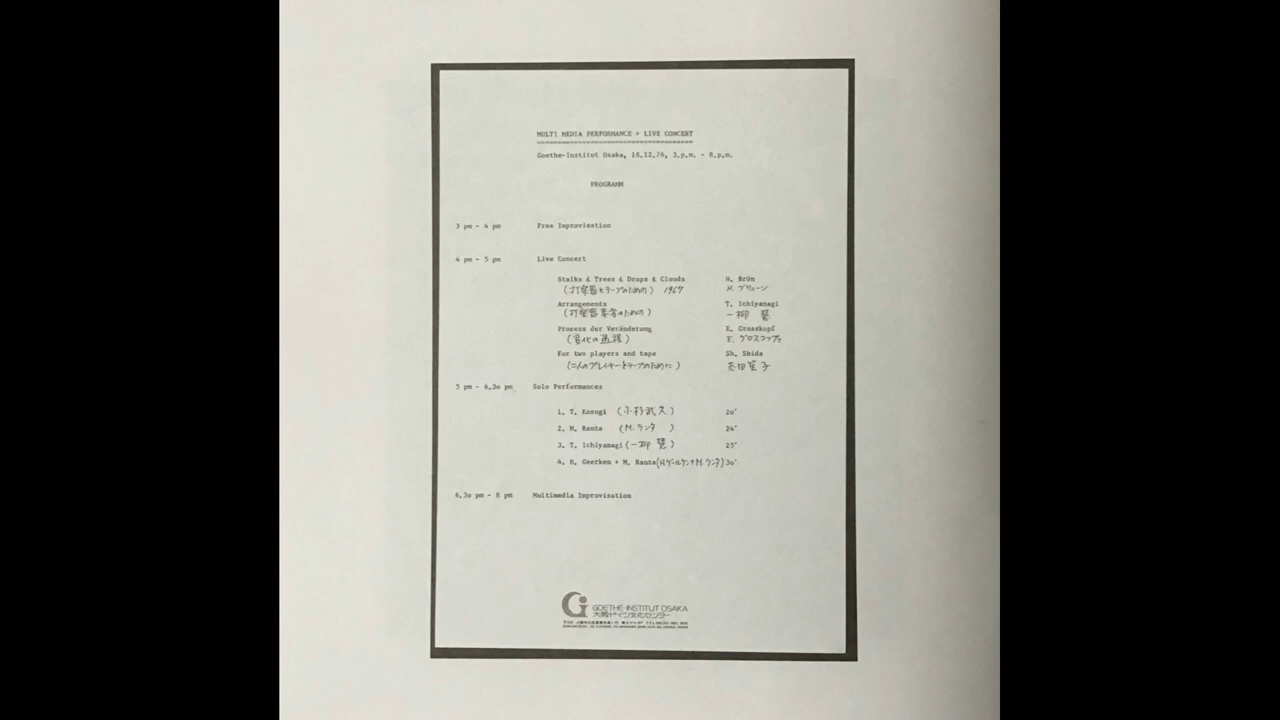 MULTI MEDIA PERFORMANCE + LIVE CONCERT
Goethe-Institut Osaka, 18.12.76, 3.p.m. - 8.p.m.
PROGRAMM
3 pm - 4 pm Free Improvisation
4 pm - 5 pm Live Concert
Stalks & Trees & Drops & Clouds H. Brün
(打楽器とテープのための) 1967 H. ブリューン
Arrangements T. Ichiyanagi
(打楽器奏者のための) 一柳 慧
Prozess der Veränderung E. Grosskopf
(変化の過程) E. グロスコップフ
For two players and tape Sh. Shida
(二人のプレイヤーとテープのために) 志田笙子
5 pm - 6.3o pm Solo Performances
1. T. Kosugi (小杉武久) 2o'
2. M. Ranta (M. ランタ) 24'
3. T. Ichiyanagi (一柳 慧) 25'
4. H. Geerken + M. Ranta (H.ゲールケン+M.ランタ) 3o'
6.3o pm - 8 pm Multimedia Improvisation
GOETHE-INSTITUT OSAKA
大阪ドイツ文化センター